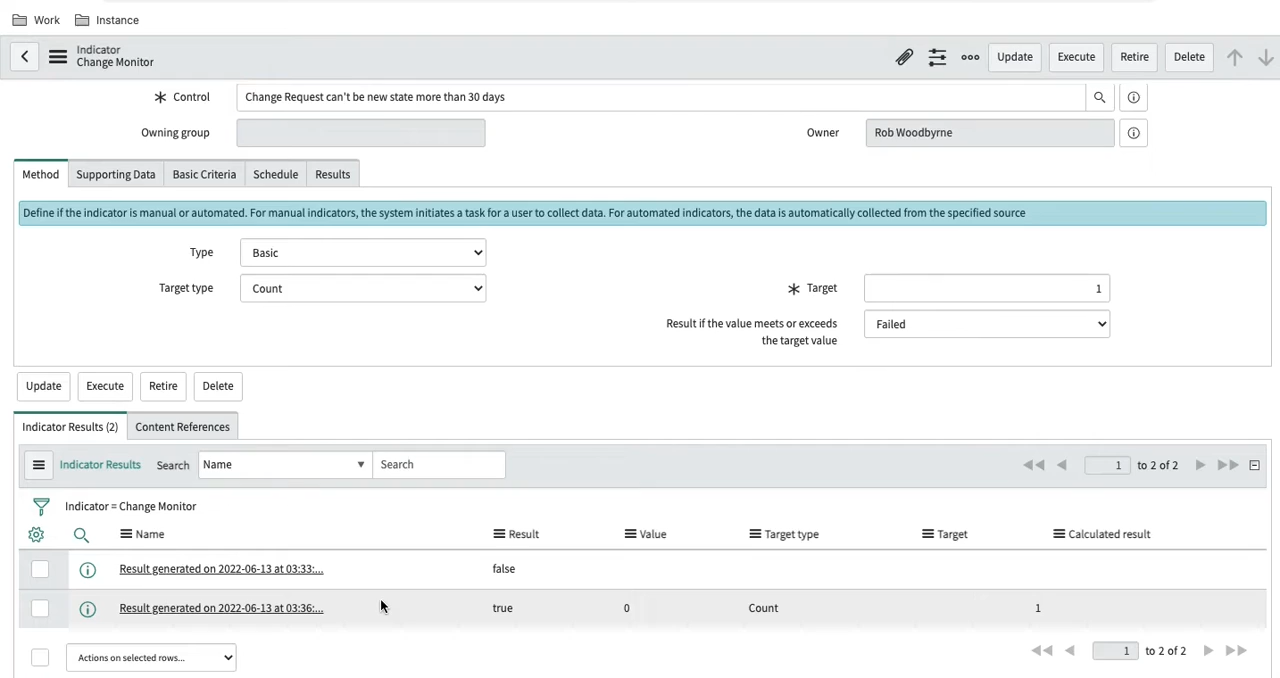 Work Instance
Indicator
Change Monitor
Update Execute Retire Delete
Control Change Request can't be new state more than 30 days
Owning group Owner Rob Woodbyrne
Method Supporting Data Basic Criteria Schedule Results
Define if the indicator is manual or automated. For manual indicators, the system initiates a task for a user to collect data. For automated indicators, the data is automatically collected from the specified source
Type Basic
Target type Count Target 1
Result if the value meets or exceeds
the target value Failed
Update Execute Retire Delete
Indicator Results (2) Content References
Indicator Results Search Name Search 1 to 2 of 2
Indicator = Change Monitor
Name Result Value Target type Target Calculated result
Result generated on 2022-06-13 at 03:33:... false
Result generated on 2022-06-13 at 03:36:... true 0 Count 1
Actions on selected rows... 1 to 2 of 2